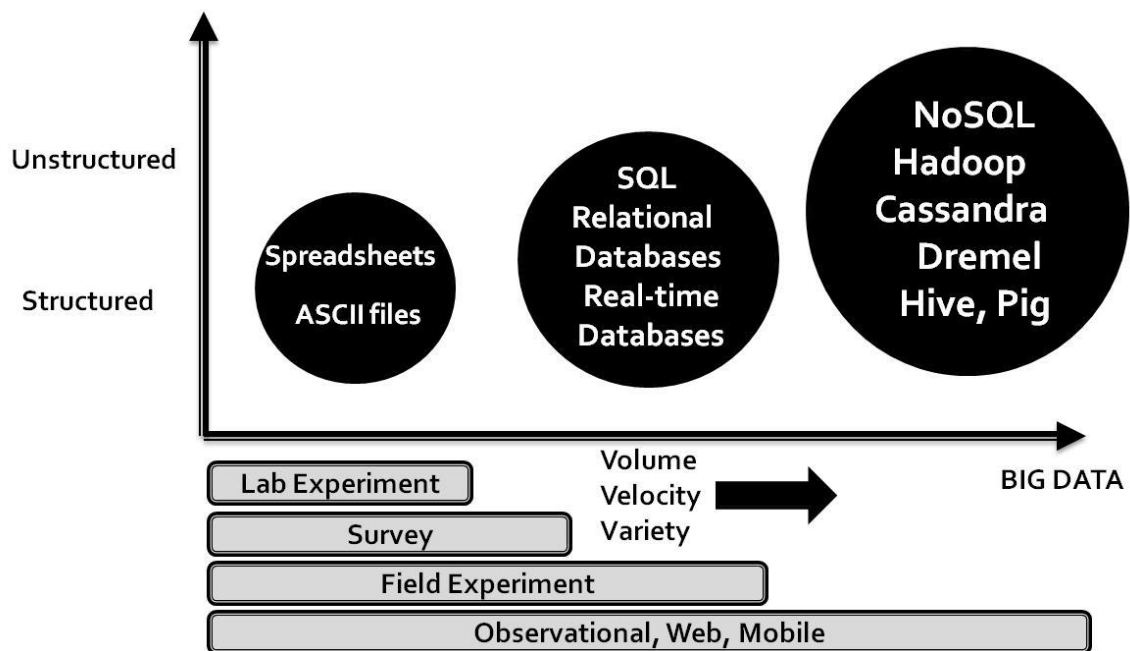 Unstructured
Structured
Spreadsheets
ASCII files
SQL
Relational
Databases
Real-time
Databases
NoSQL
Hadoop
Cassandra
Dremel
Hive, Pig
Volume
Velocity
Variety
BIG DATA
Lab Experiment
Survey
Field Experiment
Observational, Web, Mobile